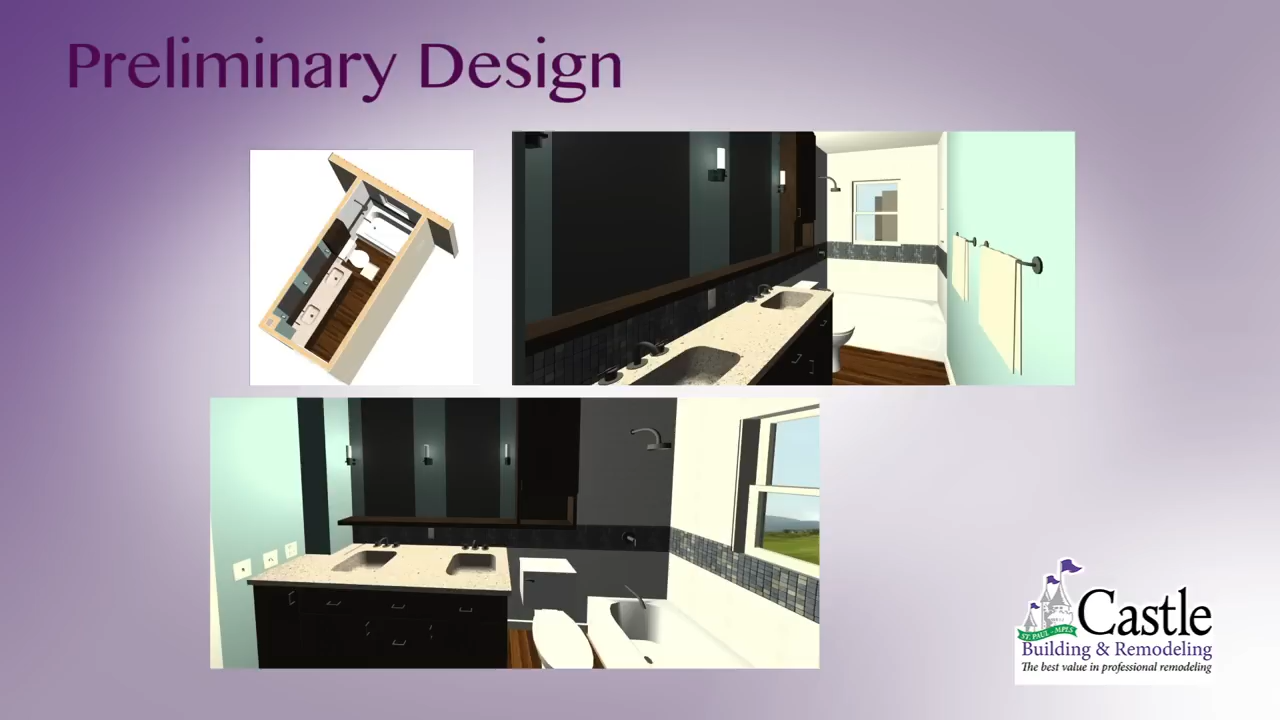 Preliminary Design
ST. PAUL - MPLS
Castle
Building & Remodeling
The best value in professional remodeling